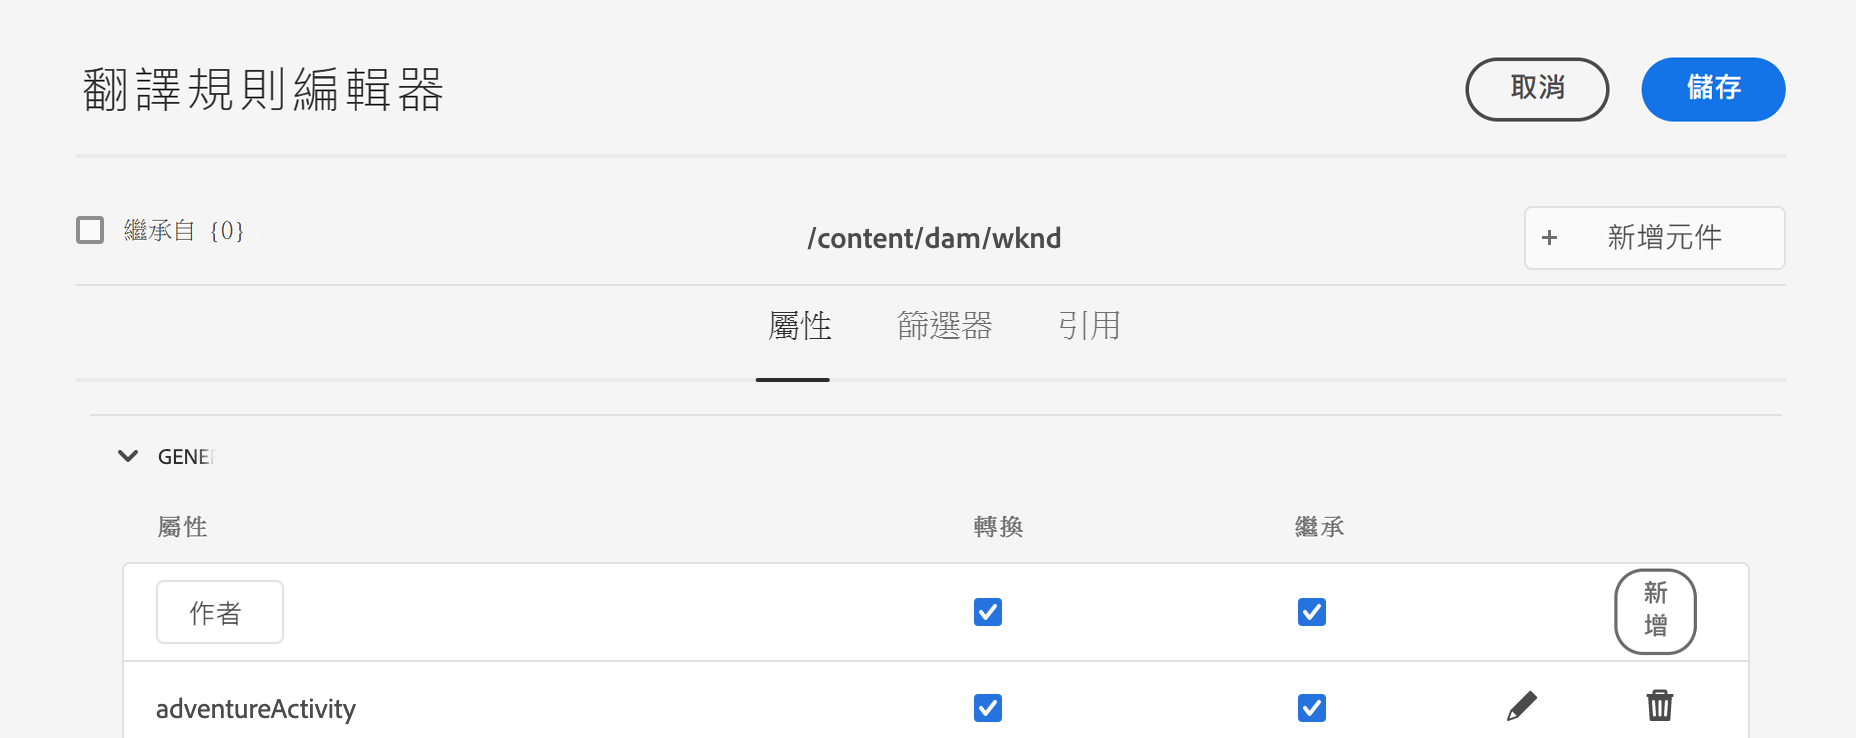 翻譯規則編輯器
取消
儲存
繼承自 {0}
/content/dam/wknd
+ 新增元件
屬性
篩選器
引用
屬性
轉換
繼承
作者
新
增
adventureActivity